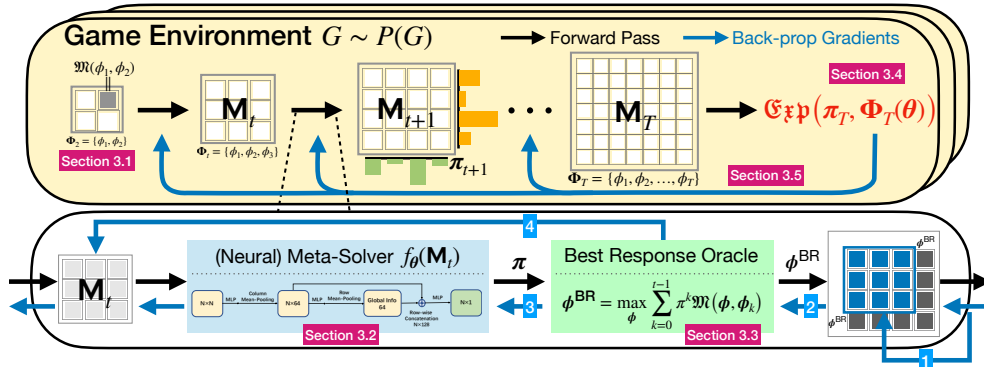 Game Environment G ~ P(G)
Forward Pass
Back-prop Gradients
𝔐(ϕ₁, ϕ₂)
Φ₂ = {ϕ₁, ϕ₂}
Section 3.1
M_t
Φ_t = {ϕ₁, ϕ₂, ϕ₃}
M_{t+1}
π_{t+1}
• • •
M_T
Φ_T = {ϕ₁, ϕ₂, …, ϕ_T}
Section 3.4
𝔈𝔵𝔭(π_T, Φ_T(θ))
Section 3.5
4
M_t
(Neural) Meta-Solver f_θ(M_t)
N×N
MLP
Column Mean-Pooling
N×64
MLP
Row Mean-Pooling
Global Info
64
MLP
Row-wise Concatenation
N×128
N×1
Section 3.2
π
3
Best Response Oracle
ϕ^BR = max_ϕ ∑_{k=0}^{t−1} π^k 𝔐(ϕ, ϕ_k)
Section 3.3
ϕ^BR
2
ϕ^BR
ϕ^BR
1